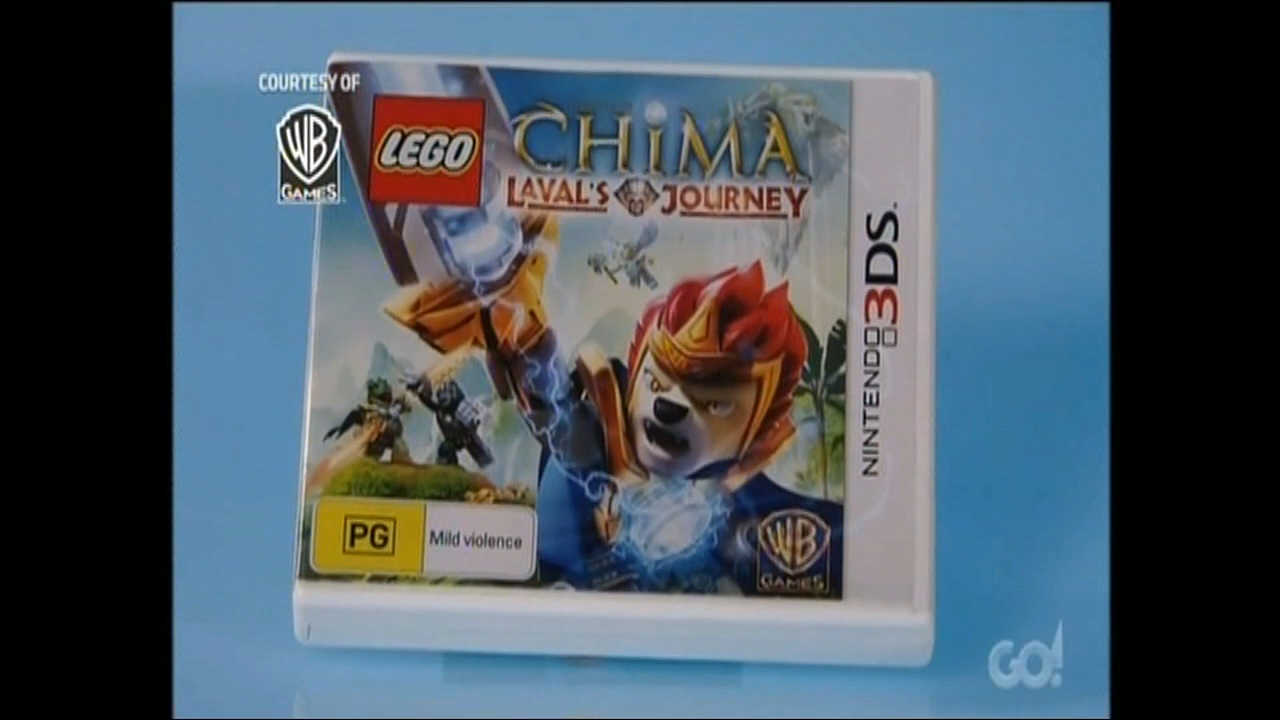 COURTESY OF
WB
GAMES
LEGO
CHIMA
LAVAL'S JOURNEY
NINTENDO 3DS
PG
Mild violence
WB
GAMES
GO!